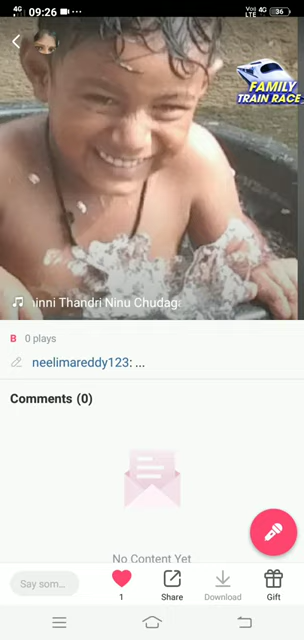 4G 09:26 ... Vo) LTE 4G 36
FAMILY
TRAIN RACE
inni Thandri Ninu Chudaga
B 0 plays
neelimareddy123: ...
Comments (0)
No Content Yet
Say som...
1
Share
Download
Gift